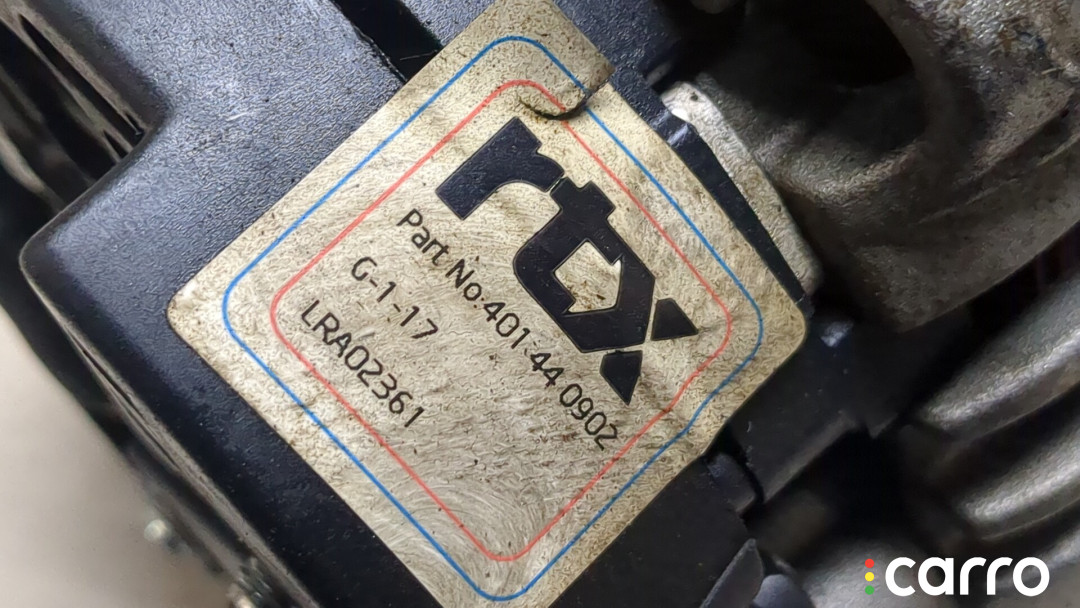 rtx
Part No:401.44.0902
G-1-17
LRA02361
carro